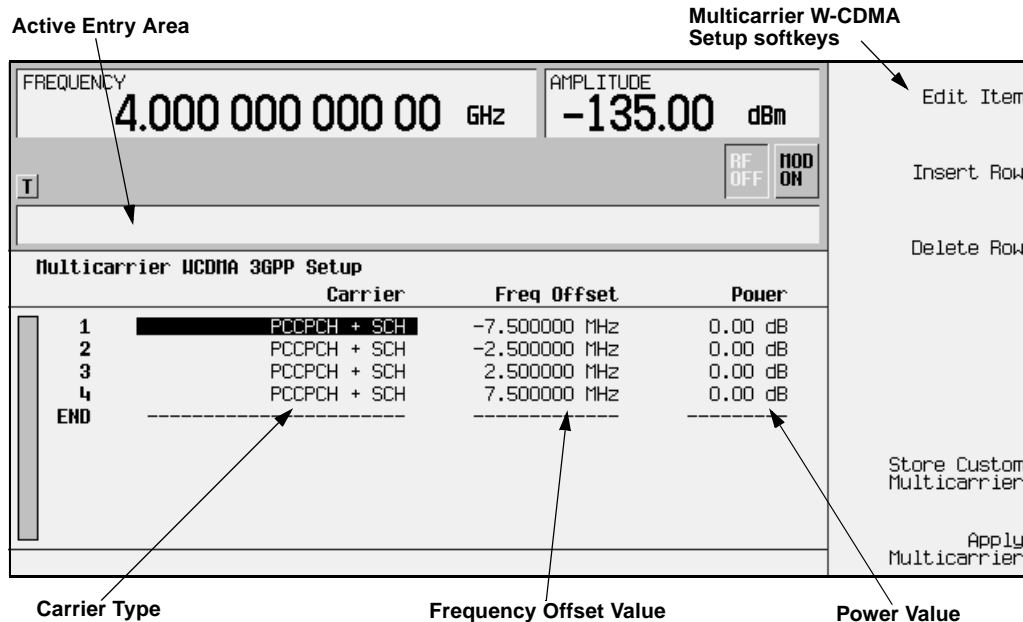 Active Entry Area
Multicarrier W-CDMA
Setup softkeys
FREQUENCY
4.000 000 000 00 GHz
AMPLITUDE
-135.00 dBm
Edit Item
RF
OFF
MOD
ON
T
Insert Row
Delete Row
Multicarrier WCDMA 3GPP Setup
Carrier Freq Offset Power
1 PCCPCH + SCH -7.500000 MHz 0.00 dB
2 PCCPCH + SCH -2.500000 MHz 0.00 dB
3 PCCPCH + SCH 2.500000 MHz 0.00 dB
4 PCCPCH + SCH 7.500000 MHz 0.00 dB
END ---------------------- ------------ ---------
Store Custom
Multicarrier
Apply
Multicarrier
Carrier Type
Frequency Offset Value
Power Value